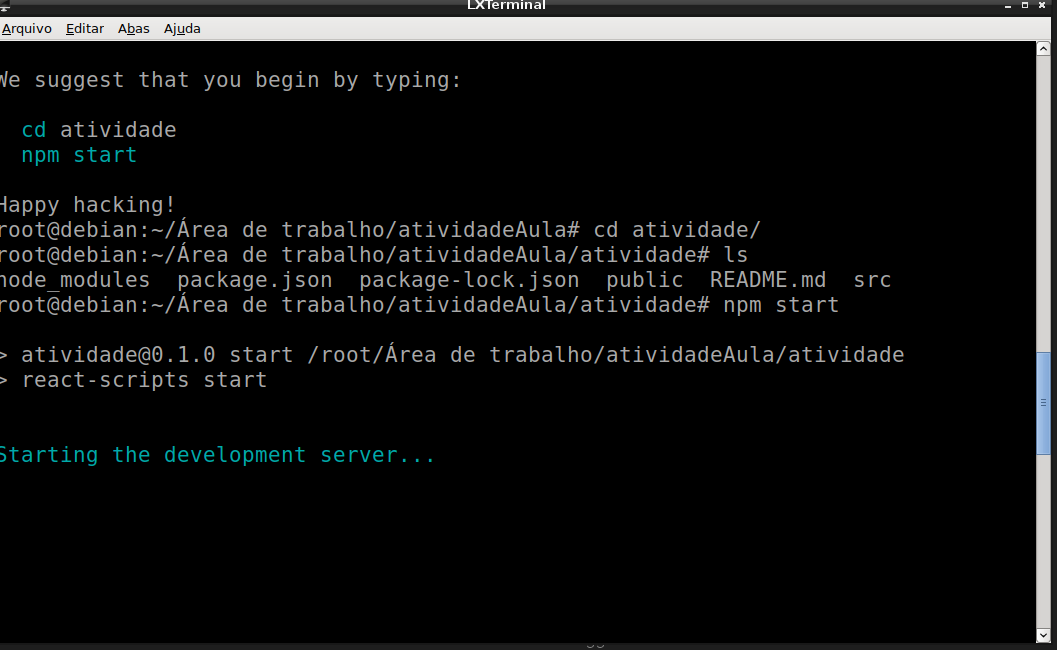 LXTerminal
Arquivo Editar Abas Ajuda
We suggest that you begin by typing:
cd atividade
npm start
Happy hacking!
root@debian:~/Área de trabalho/atividadeAula# cd atividade/
root@debian:~/Área de trabalho/atividadeAula/atividade# ls
node_modules package.json package-lock.json public README.md src
root@debian:~/Área de trabalho/atividadeAula/atividade# npm start
> atividade@0.1.0 start /root/Área de trabalho/atividadeAula/atividade
> react-scripts start
Starting the development server...